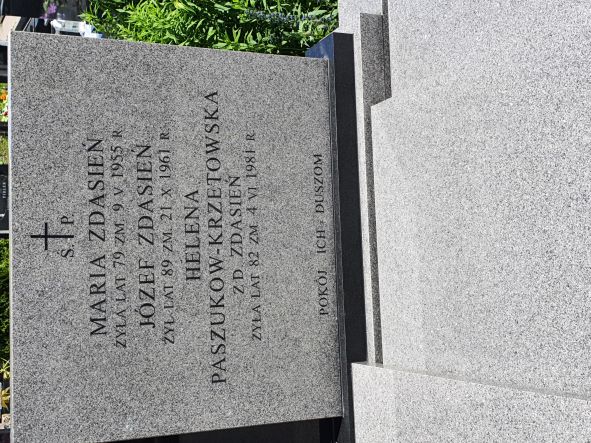 Ś. P.
MARIA ZDASIEŃ
ŻYŁA LAT 79 ZM 9 V 1955 R
JÓZEF ZDASIEŃ
ŻYŁ LAT 89 ZM 21 X 1961 R.
HELENA
PASZUKOW-KRZETOWSKA
Z D. ZDASIEŃ
ŻYŁA LAT 82 ZM 4 VI 1981 R.
POKÓJ ICH DUSZOM